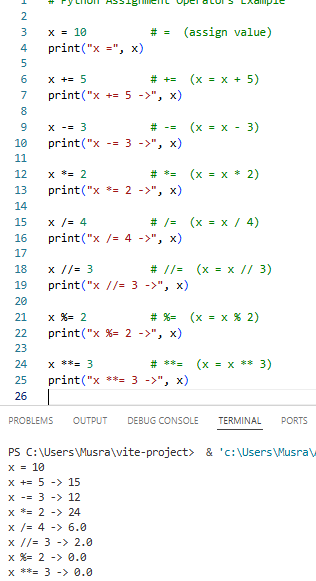 1 # Python Assignment Operators Example
2
3 x = 10 # = (assign value)
4 print("x =", x)
5
6 x += 5 # += (x = x + 5)
7 print("x += 5 ->", x)
8
9 x -= 3 # -= (x = x - 3)
10 print("x -= 3 ->", x)
11
12 x *= 2 # *= (x = x * 2)
13 print("x *= 2 ->", x)
14
15 x /= 4 # /= (x = x / 4)
16 print("x /= 4 ->", x)
17
18 x //= 3 # //= (x = x // 3)
19 print("x //= 3 ->", x)
20
21 x %= 2 # %= (x = x % 2)
22 print("x %= 2 ->", x)
23
24 x **= 3 # **= (x = x ** 3)
25 print("x **= 3 ->", x)
26
PROBLEMS OUTPUT DEBUG CONSOLE TERMINAL PORTS
PS C:\Users\Musra\vite-project> & 'c:\Users\Musra\
x = 10
x += 5 -> 15
x -= 3 -> 12
x *= 2 -> 24
x /= 4 -> 6.0
x //= 3 -> 2.0
x %= 2 -> 0.0
x **= 3 -> 0.0